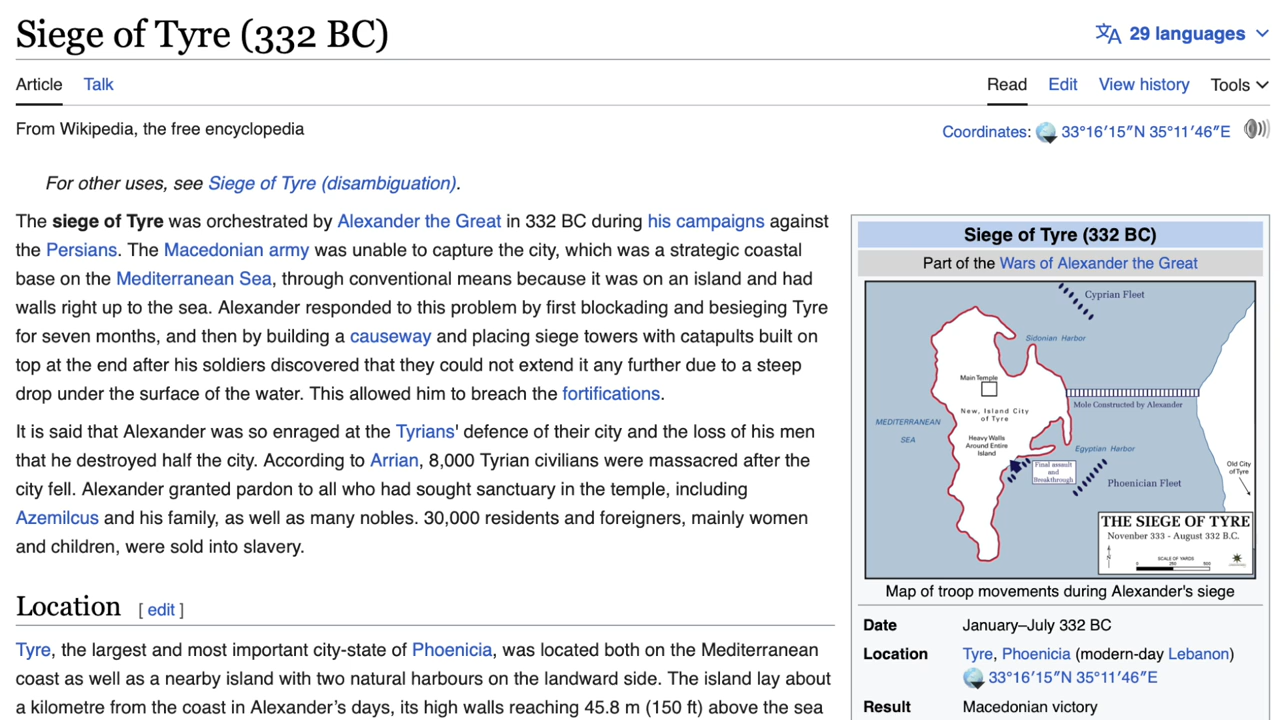 Siege of Tyre (332 BC)
29 languages
Article Talk
Read Edit View history Tools
From Wikipedia, the free encyclopedia
Coordinates: 33°16′15″N 35°11′46″E
For other uses, see Siege of Tyre (disambiguation).
The siege of Tyre was orchestrated by Alexander the Great in 332 BC during his campaigns against
the Persians. The Macedonian army was unable to capture the city, which was a strategic coastal
base on the Mediterranean Sea, through conventional means because it was on an island and had
walls right up to the sea. Alexander responded to this problem by first blockading and besieging Tyre
for seven months, and then by building a causeway and placing siege towers with catapults built on
top at the end after his soldiers discovered that they could not extend it any further due to a steep
drop under the surface of the water. This allowed him to breach the fortifications.
It is said that Alexander was so enraged at the Tyrians' defence of their city and the loss of his men
that he destroyed half the city. According to Arrian, 8,000 Tyrian civilians were massacred after the
city fell. Alexander granted pardon to all who had sought sanctuary in the temple, including
Azemilcus and his family, as well as many nobles. 30,000 residents and foreigners, mainly women
and children, were sold into slavery.
Location [ edit ]
Tyre, the largest and most important city-state of Phoenicia, was located both on the Mediterranean
coast as well as a nearby island with two natural harbours on the landward side. The island lay about
a kilometre from the coast in Alexander's days, its high walls reaching 45.8 m (150 ft) above the sea
Siege of Tyre (332 BC)
Part of the Wars of Alexander the Great
Cyprian Fleet
Sidonian Harbor
Main Temple
Mole Constructed by Alexander
New, Island City
of Tyre
MEDITERRANEAN
SEA
Heavy Walls
Around Entire
Island
Egyptian Harbor
Final assault
and
Breakthrough
Phoenician Fleet
Old City
of Tyre
THE SIEGE OF TYRE
November 333 - August 332 B.C.
N
SCALE OF YARDS
0 250 500
Map of troop movements during Alexander's siege
Date January–July 332 BC
Location Tyre, Phoenicia (modern-day Lebanon)
33°16′15″N 35°11′46″E
Result Macedonian victory